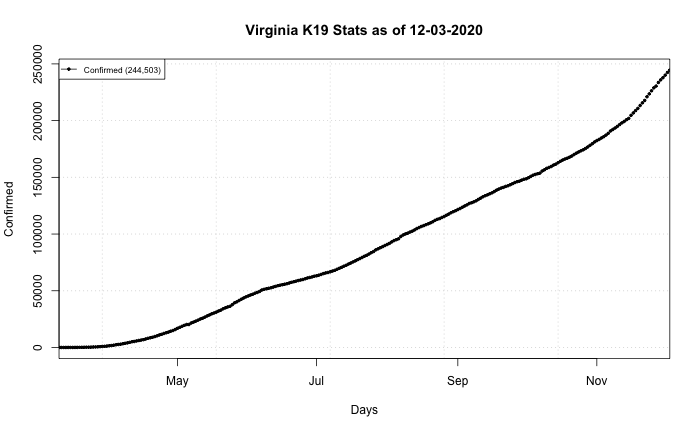 Virginia K19 Stats as of 12-03-2020
Confirmed (244,503)
250000
200000
150000
100000
50000
0
Confirmed
May Jul Sep Nov
Days